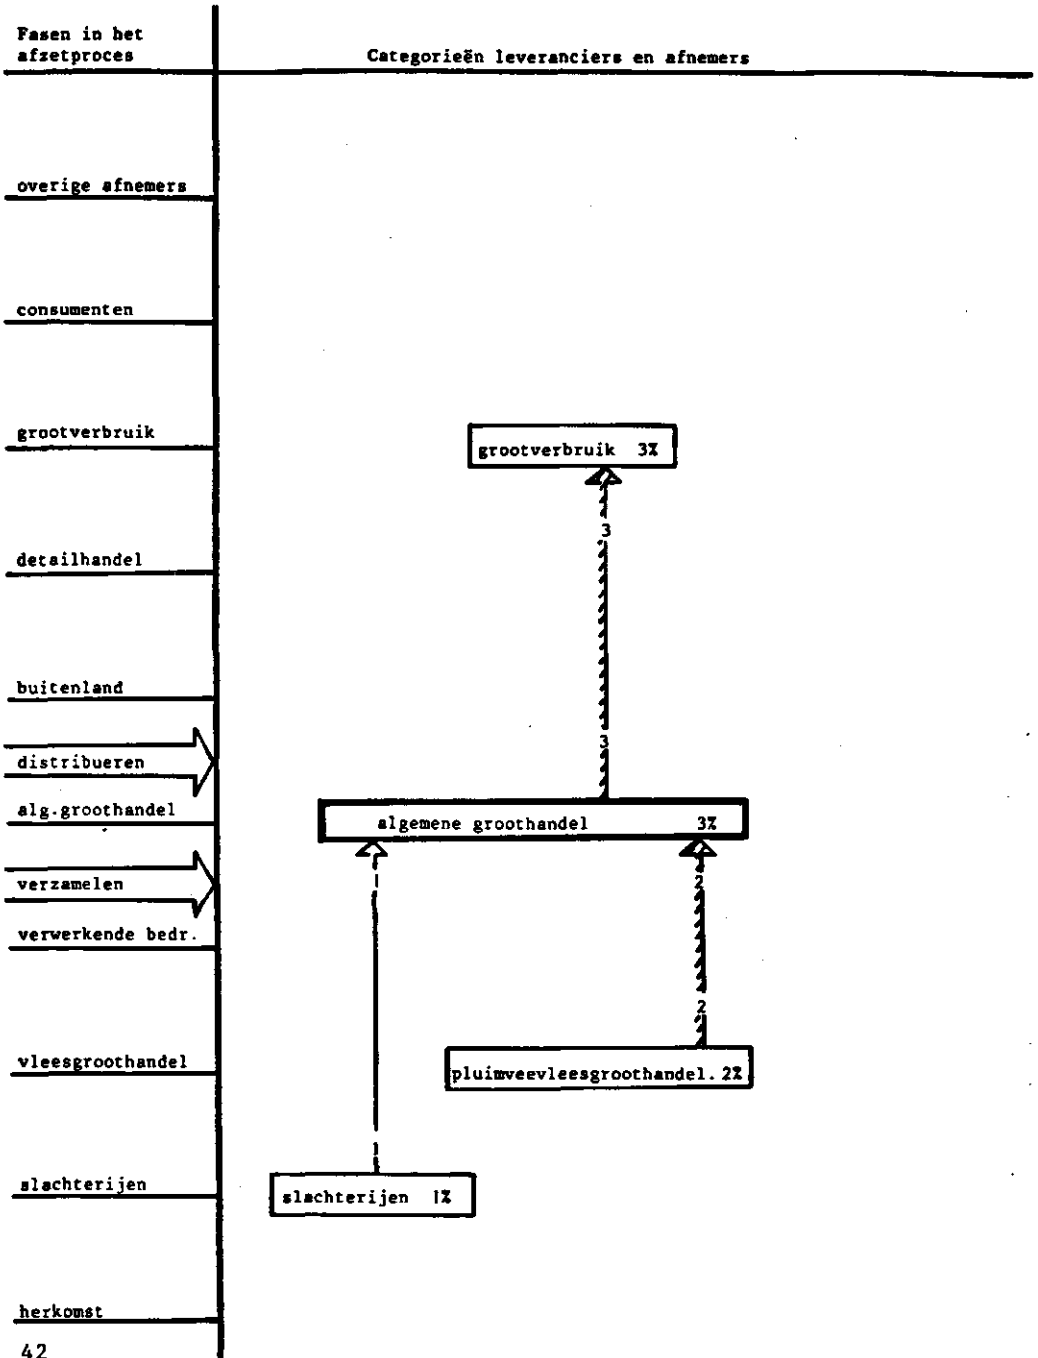 Fasen in het
afzetproces
Categorieën leveranciers en afnemers
overige afnemers
consumenten
grootverbruik
grootverbruik 3%
3
detailhandel
buitenland
3
distribueren
alg.groothandel
algemene groothandel 3%
1
2
verzamelen
verwerkende bedr.
2
vleesgroothandel
pluimveevleesgroothandel. 2%
1
slachterijen
slachterijen 1%
herkomst
42